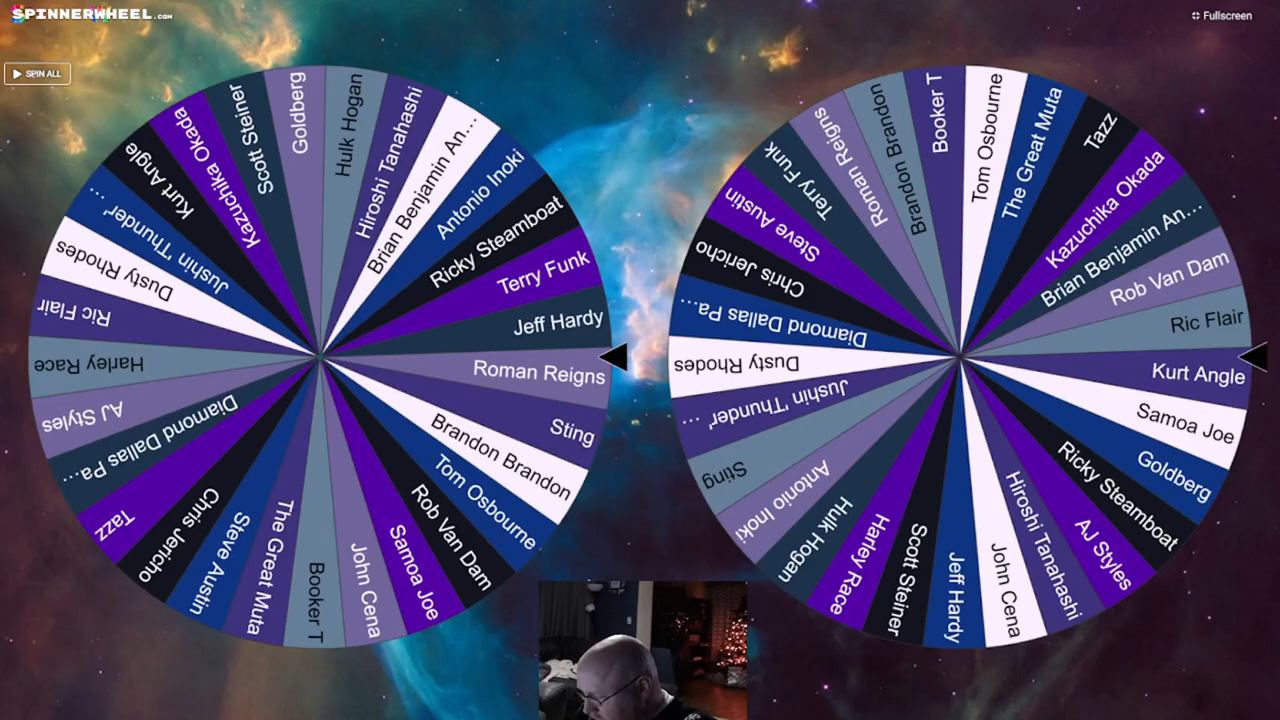 SPINNERWHEEL.COM
Fullscreen
SPIN ALL
Goldberg
Hulk Hogan
Hiroshi Tanahashi
Brian Benjamin An...
Antonio Inoki
Ricky Steamboat
Terry Funk
Jeff Hardy
Roman Reigns
Sting
Brandon Brandon
Tom Osbourne
Rob Van Dam
Samoa Joe
John Cena
Booker T
The Great Muta
Steve Austin
Chris Jericho
Tazz
Diamond Dallas Pa...
AJ Styles
Harley Race
Ric Flair
Dusty Rhodes
Jushin 'Thunder' ...
Kurt Angle
Kazuchika Okada
Scott Steiner
Booker T
Tom Osbourne
The Great Muta
Tazz
Kazuchika Okada
Brian Benjamin An...
Rob Van Dam
Ric Flair
Kurt Angle
Samoa Joe
Goldberg
Ricky Steamboat
AJ Styles
Hiroshi Tanahashi
John Cena
Jeff Hardy
Scott Steiner
Harley Race
Hulk Hogan
Antonio Inoki
Sting
Jushin 'Thunder' ...
Dusty Rhodes
Diamond Dallas Pa...
Chris Jericho
Steve Austin
Terry Funk
Roman Reigns
Brandon Brandon